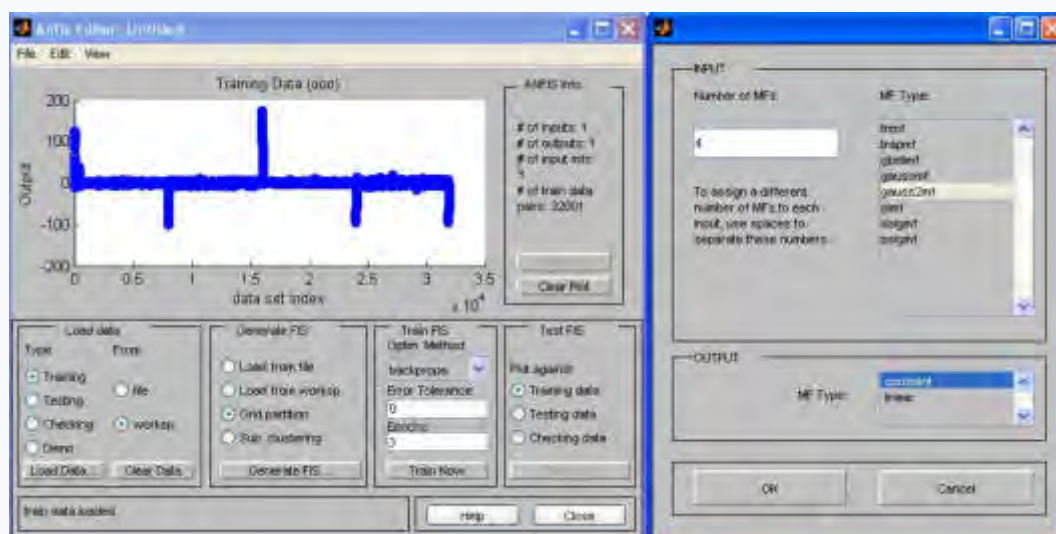 Anfis Editor: Untitled
File Edit View
Training Data (ooo)
200
100
0
-100
-200
Output
0 0.5 1 1.5 2 2.5 3 3.5
data set index
x 10^4
ANFIS Info.
# of inputs: 1
# of outputs: 1
# of input mfs:
# of train data
pairs: 32001
Clear Plot
Load data
Type: From:
Training
Testing
Checking
Demo
file
worksp.
Load Data... Clear Data
Generate FIS
Load from file
Load from worksp.
Grid partition
Sub. clustering
Generate FIS ...
Train FIS
Optim. Method:
backpropa
Error Tolerance:
0
Epochs:
3
Train Now
Test FIS
Plot against:
Training data
Testing data
Checking data
train data loaded
Help Close
INPUT
Number of MFs:
4
To assign a different
number of MFs to each
input, use spaces to
separate these numbers
MF Type:
trimf
trapmf
gbellmf
gaussmf
gauss2mf
pimf
dsigmf
psigmf
OUTPUT
MF Type:
constant
linear
OK Cancel